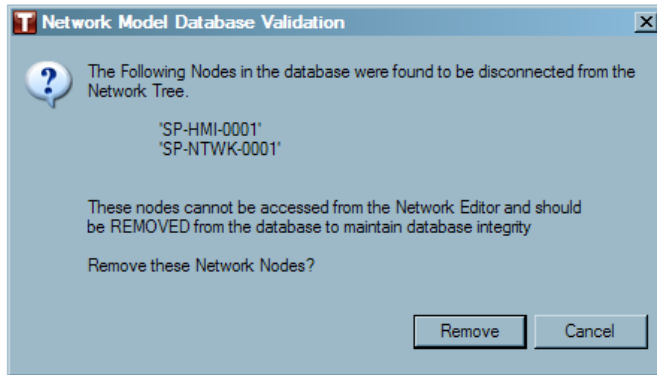 T Network Model Database Validation
?
The Following Nodes in the database were found to be disconnected from the
Network Tree.
'SP-HMI-0001'
'SP-NTWK-0001'
These nodes cannot be accessed from the Network Editor and should
be REMOVED from the database to maintain database integrity
Remove these Network Nodes?
Remove Cancel